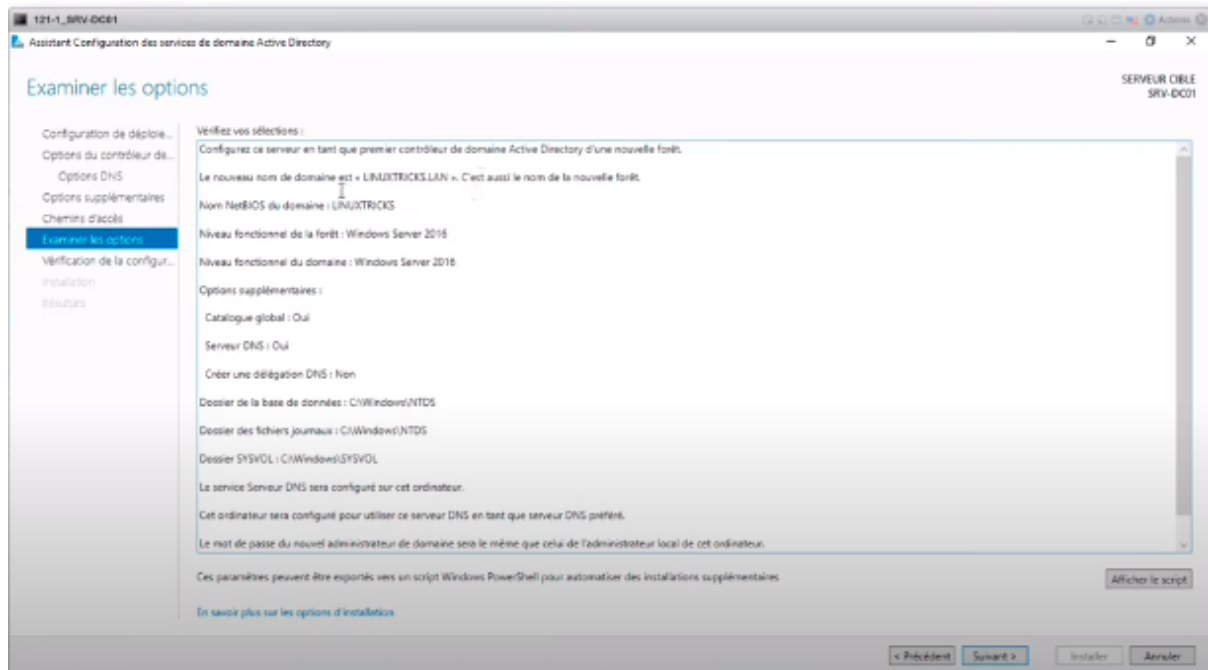 121-1_SRV-DC01
Actions
Assistant Configuration des services de domaine Active Directory
Examiner les options
SERVEUR CIBLE
SRV-DC01
Configuration de déploie...
Options du contrôleur de...
Options DNS
Options supplémentaires
Chemins d'accès
Examiner les options
Vérification de la configur...
Installation
Résultats
Vérifiez vos sélections :
Configurez ce serveur en tant que premier contrôleur de domaine Active Directory d'une nouvelle forêt.
Le nouveau nom de domaine est « LINUXTRICKS.LAN ». C'est aussi le nom de la nouvelle forêt.
Nom NetBIOS du domaine : LINUXTRICKS
Niveau fonctionnel de la forêt : Windows Server 2016
Niveau fonctionnel du domaine : Windows Server 2016
Options supplémentaires :
Catalogue global : Oui
Serveur DNS : Oui
Créer une délégation DNS : Non
Dossier de la base de données : C:\Windows\NTDS
Dossier des fichiers journaux : C:\Windows\NTDS
Dossier SYSVOL : C:\Windows\SYSVOL
Le service Serveur DNS sera configuré sur cet ordinateur.
Cet ordinateur sera configuré pour utiliser ce serveur DNS en tant que serveur DNS préféré.
Le mot de passe du nouvel administrateur de domaine sera le même que celui de l'administrateur local de cet ordinateur.
Ces paramètres peuvent être exportés vers un script Windows PowerShell pour automatiser des installations supplémentaires
Afficher le script
En savoir plus sur les options d'installation
< Précédent
Suivant >
Installer
Annuler